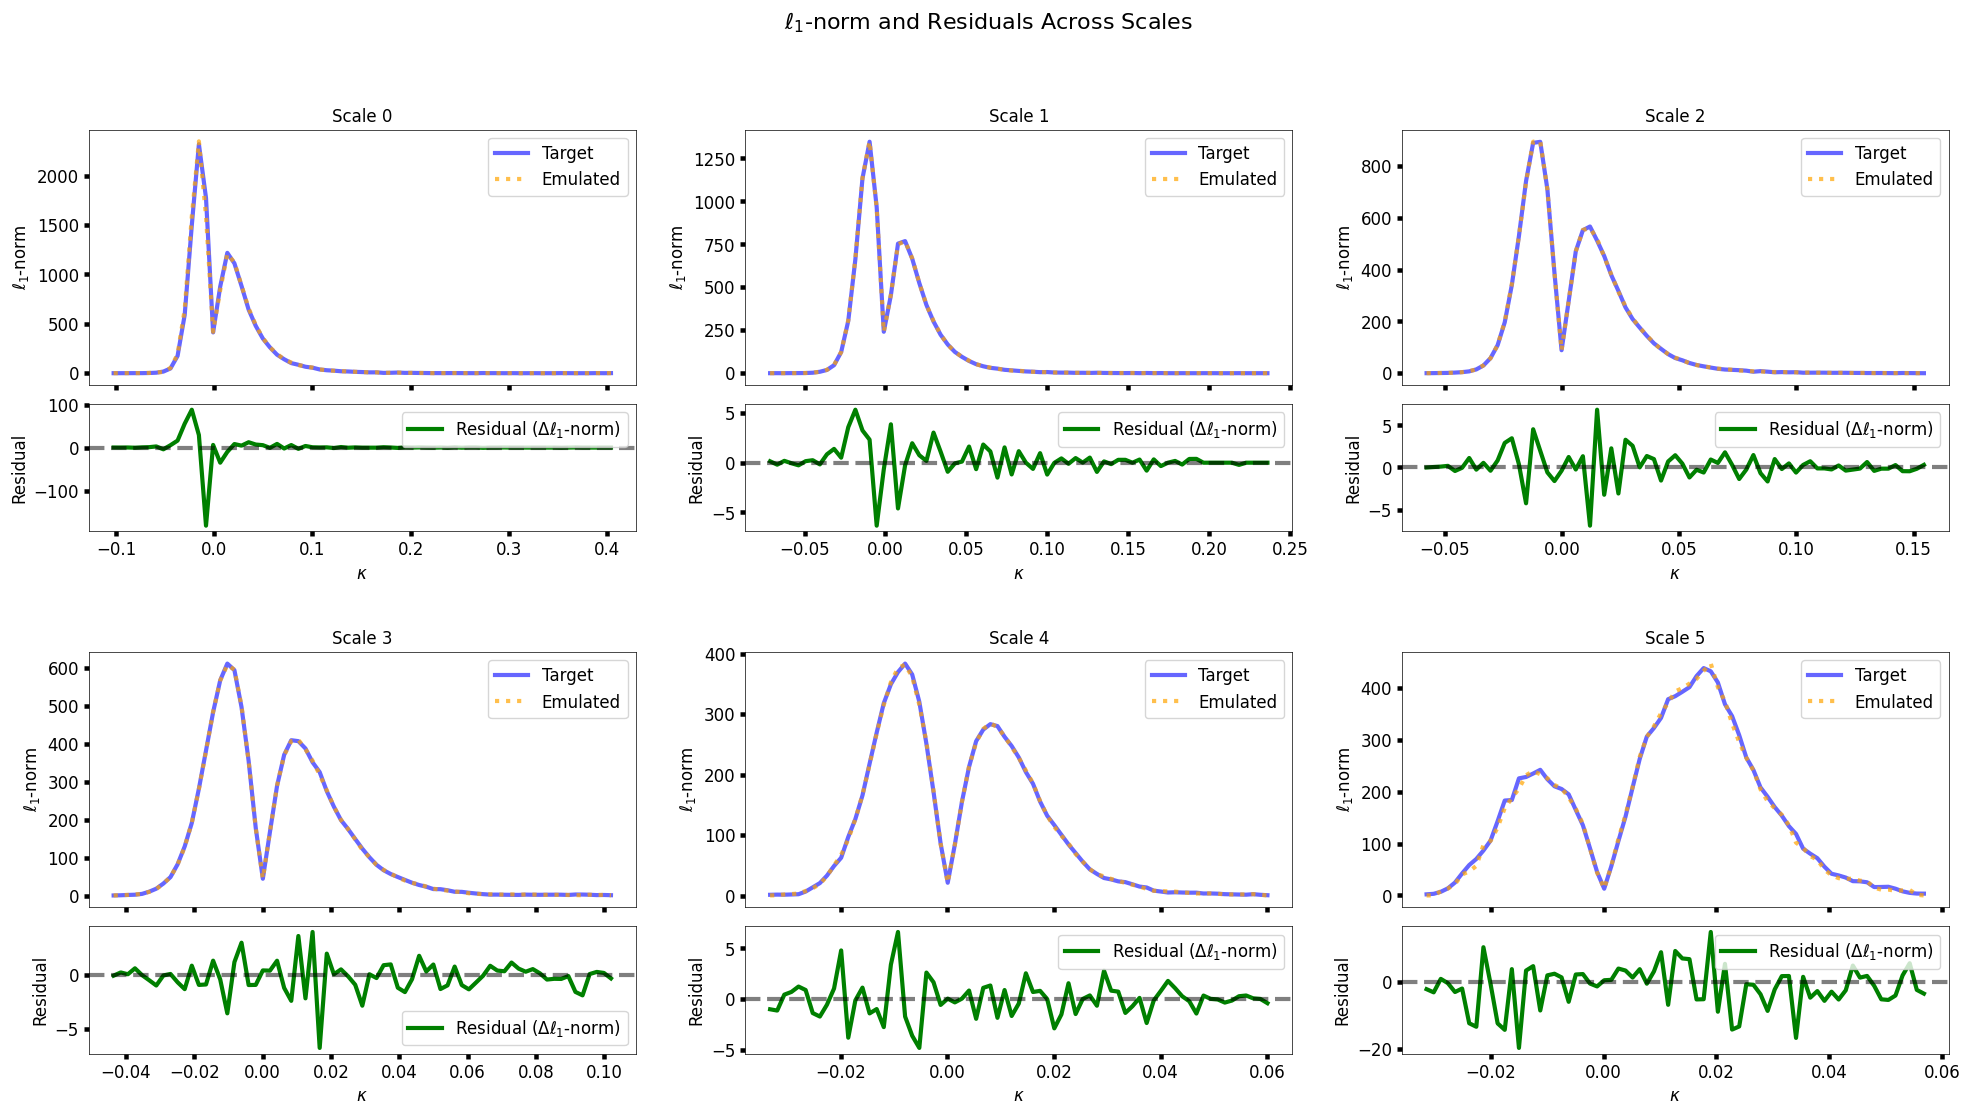 ℓ₁-norm and Residuals Across Scales
Scale 0
ℓ₁-norm
2000
1500
1000
500
0
Target
Emulated
Residual
100
0
−100
Residual (Δℓ₁-norm)
−0.1 0.0 0.1 0.2 0.3 0.4
κ
Scale 1
ℓ₁-norm
1250
1000
750
500
250
0
Target
Emulated
Residual
5
0
−5
Residual (Δℓ₁-norm)
−0.05 0.00 0.05 0.10 0.15 0.20 0.25
κ
Scale 2
ℓ₁-norm
800
600
400
200
0
Target
Emulated
Residual
5
0
−5
Residual (Δℓ₁-norm)
−0.05 0.00 0.05 0.10 0.15
κ
Scale 3
ℓ₁-norm
600
500
400
300
200
100
0
Target
Emulated
Residual
0
−5
Residual (Δℓ₁-norm)
−0.04 −0.02 0.00 0.02 0.04 0.06 0.08 0.10
κ
Scale 4
ℓ₁-norm
400
300
200
100
0
Target
Emulated
Residual
5
0
−5
Residual (Δℓ₁-norm)
−0.02 0.00 0.02 0.04 0.06
κ
Scale 5
ℓ₁-norm
400
300
200
100
0
Target
Emulated
Residual
0
−20
Residual (Δℓ₁-norm)
−0.02 0.00 0.02 0.04 0.06
κ